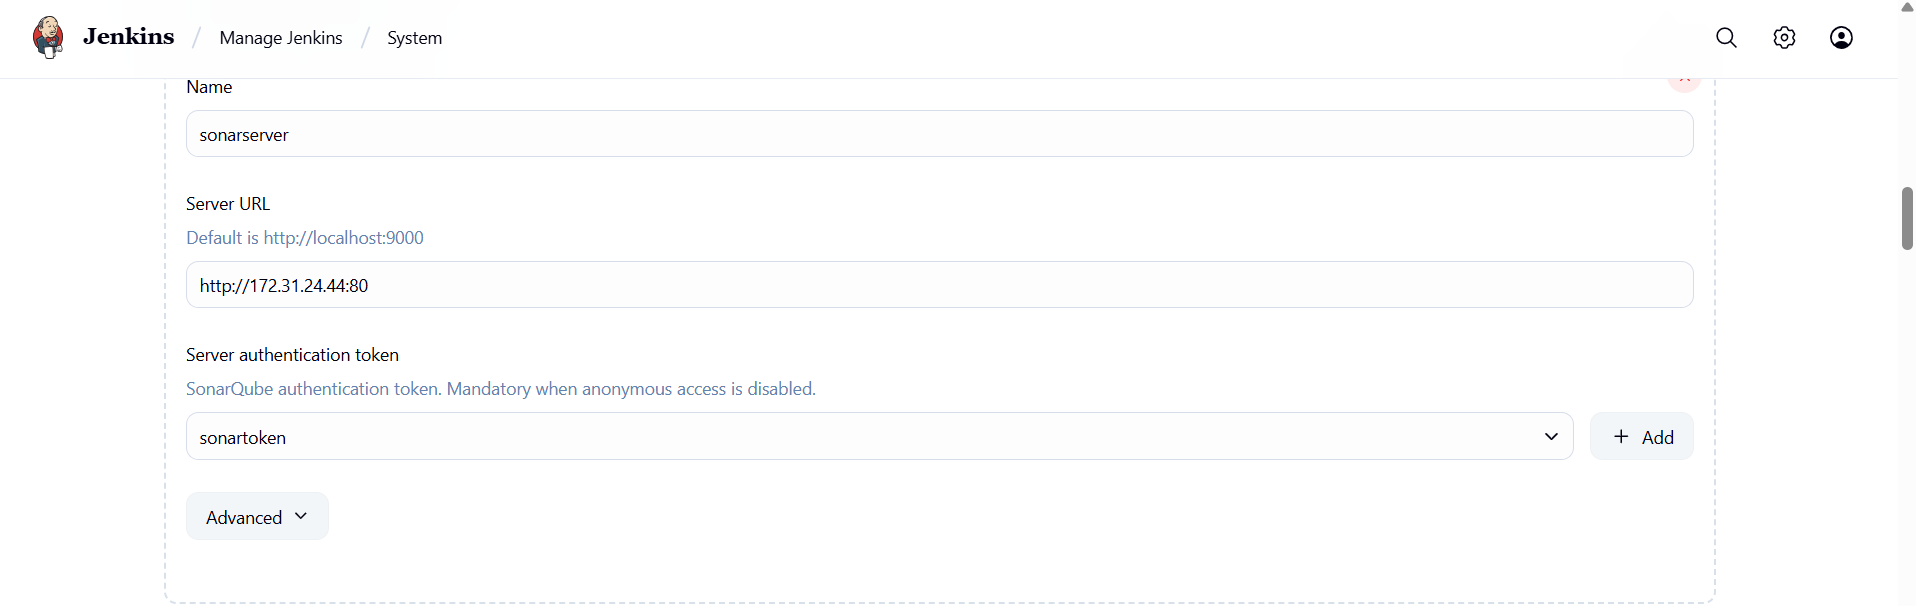 Jenkins / Manage Jenkins / System
Name
sonarserver
Server URL
Default is http://localhost:9000
http://172.31.24.44:80
Server authentication token
SonarQube authentication token. Mandatory when anonymous access is disabled.
sonartoken
+ Add
Advanced